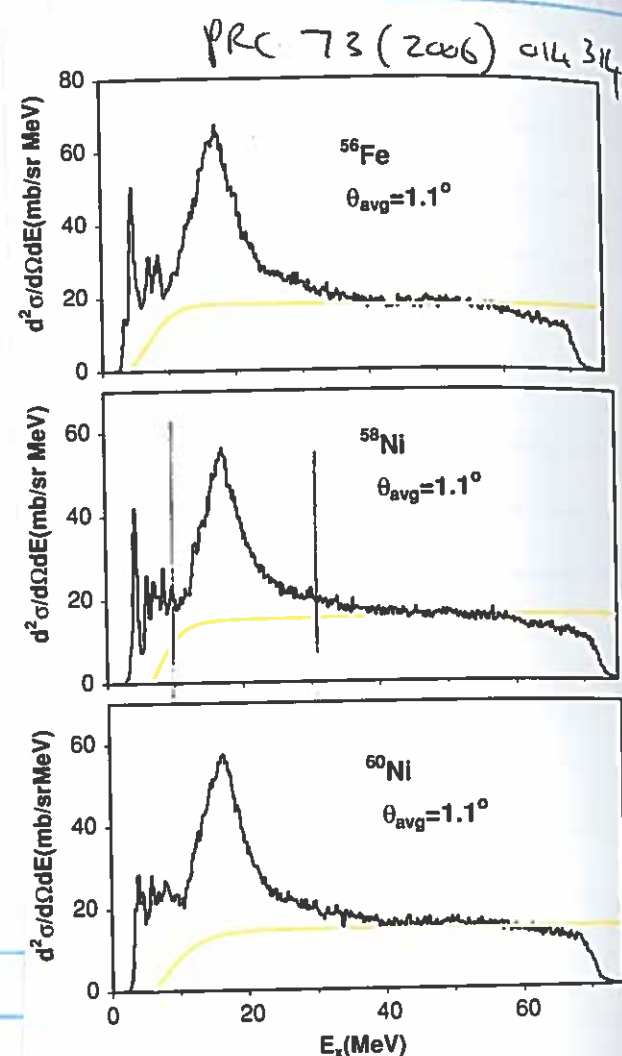 PRC 73 (2006) 014314
80
60
40
20
0
d²σ/dΩdE(mb/sr MeV)
⁵⁶Fe
θavg=1.1°
60
40
20
0
d²σ/dΩdE(mb/sr MeV)
⁵⁸Ni
θavg=1.1°
60
40
20
0
d²σ/dΩdE(mb/srMeV)
⁶⁰Ni
θavg=1.1°
0 20 40 60
Eₓ(MeV)